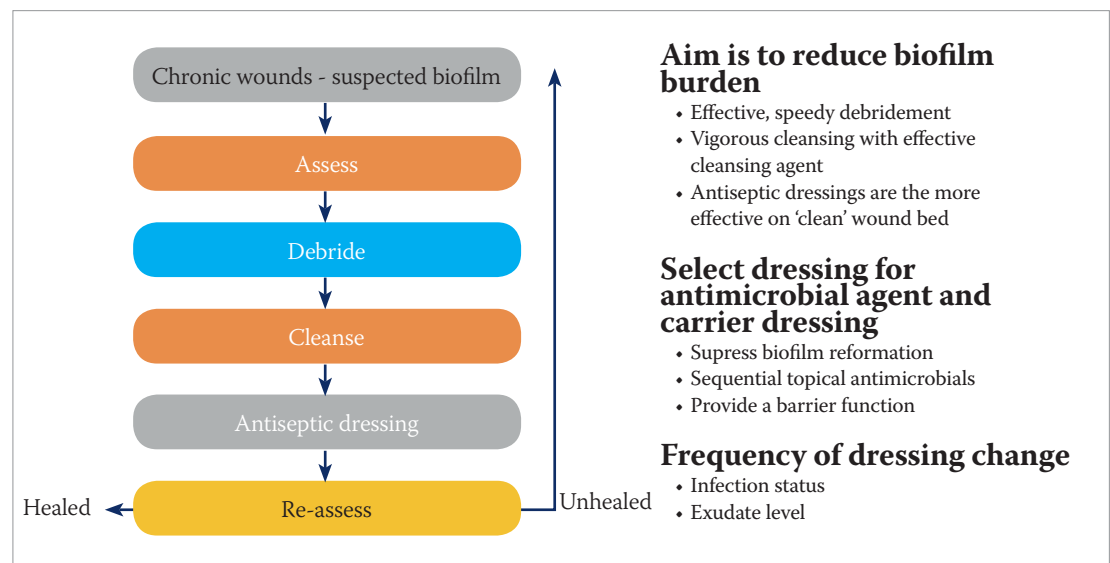 Chronic wounds - suspected biofilm
Assess
Debride
Cleanse
Antiseptic dressing
Re-assess
Healed
Unhealed
Aim is to reduce biofilm
burden
• Effective, speedy debridement
• Vigorous cleansing with effective
cleansing agent
• Antiseptic dressings are the more
effective on ‘clean’ wound bed
Select dressing for
antimicrobial agent and
carrier dressing
• Supress biofilm reformation
• Sequential topical antimicrobials
• Provide a barrier function
Frequency of dressing change
• Infection status
• Exudate level